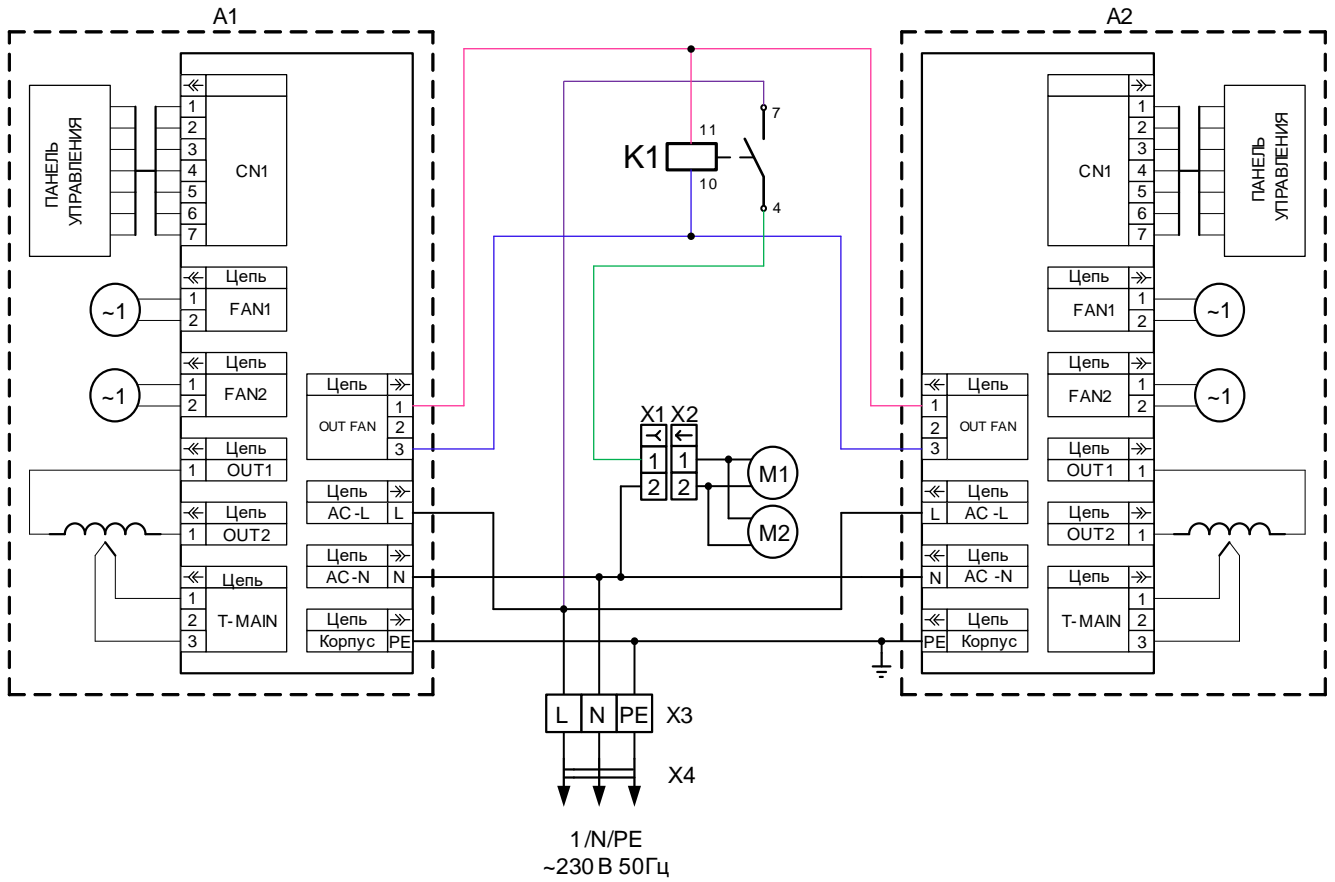 A1
A2
ПАНЕЛЬ
УПРАВЛЕНИЯ
1
2
3
4
5
6
7
CN1
Цепь
1
2
FAN1
~1
Цепь
1
2
FAN2
~1
Цепь
1
OUT1
Цепь
1
OUT2
Цепь
1
2
3
T-MAIN
Цепь
OUT FAN
1
2
3
Цепь
AC-L
L
Цепь
AC-N
N
Цепь
Корпус
PE
K1
11
10
7
4
X1
X2
1
1
2
2
M1
M2
Цепь
1
2
3
OUT FAN
Цепь
L
AC-L
Цепь
N
AC-N
Цепь
PE
Корпус
CN1
1
2
3
4
5
6
7
ПАНЕЛЬ
УПРАВЛЕНИЯ
Цепь
FAN1
1
2
~1
Цепь
FAN2
1
2
~1
Цепь
OUT1
1
Цепь
OUT2
1
Цепь
T-MAIN
1
2
3
L N PE X3
X4
1/N/PE
~230 В 50Гц